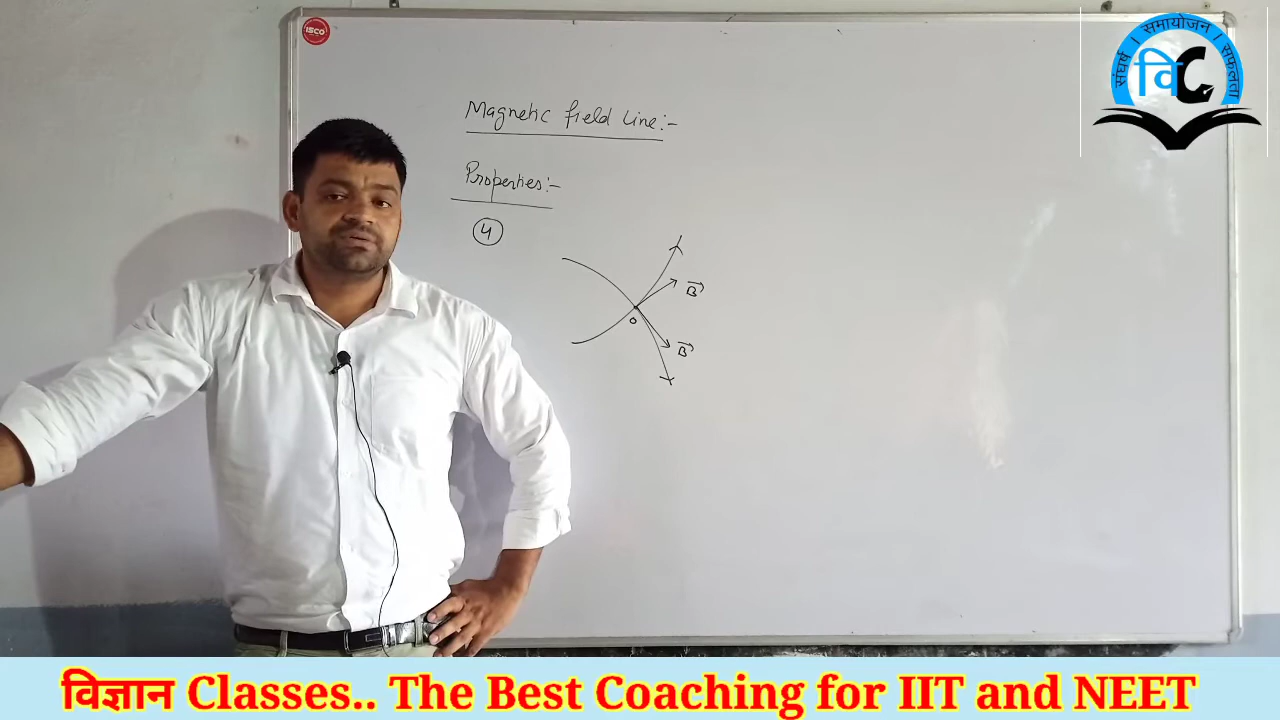 isco
संघर्ष । समायोजन । सफलता
विC
Magnetic field Line:-
Properties:-
4
B
O
B
विज्ञान Classes.. The Best Coaching for IIT and NEET